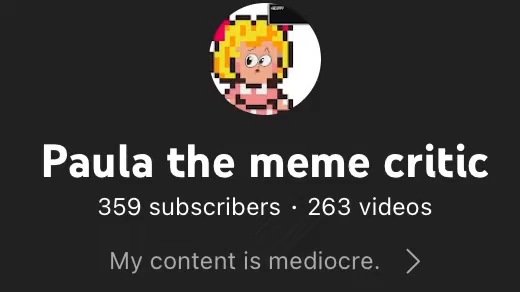 Paula the meme critic
359 subscribers · 263 videos
My content is mediocre.